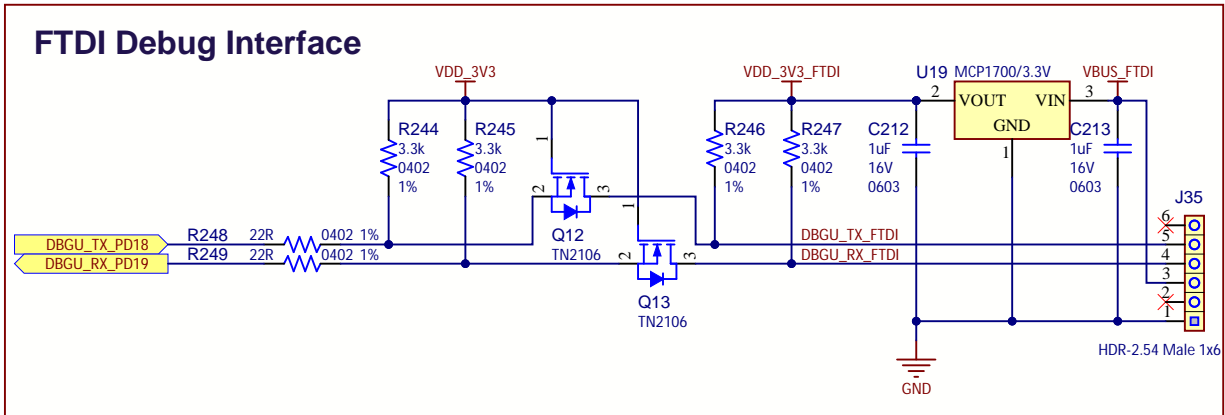 FTDI Debug Interface
VDD_3V3
VDD_3V3_FTDI
U19 MCP1700/3.3V
VBUS_FTDI
2
VOUT
VIN
3
GND
1
R244
3.3k
0402
1%
R245
3.3k
0402
1%
1
R246
3.3k
0402
1%
R247
3.3k
0402
1%
C212
1uF
16V
0603
C213
1uF
16V
0603
2
3
Q12
TN2106
1
2
3
Q13
TN2106
J35
6
5
4
3
2
1
DBGU_TX_PD18
R248 22R 0402 1%
DBGU_TX_FTDI
DBGU_RX_PD19
R249 22R 0402 1%
DBGU_RX_FTDI
HDR-2.54 Male 1x6
GND